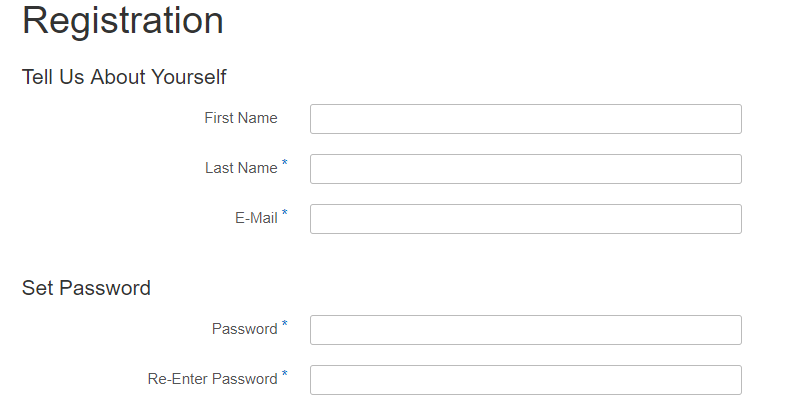 Registration
Tell Us About Yourself
First Name
Last Name *
E-Mail *
Set Password
Password *
Re-Enter Password *